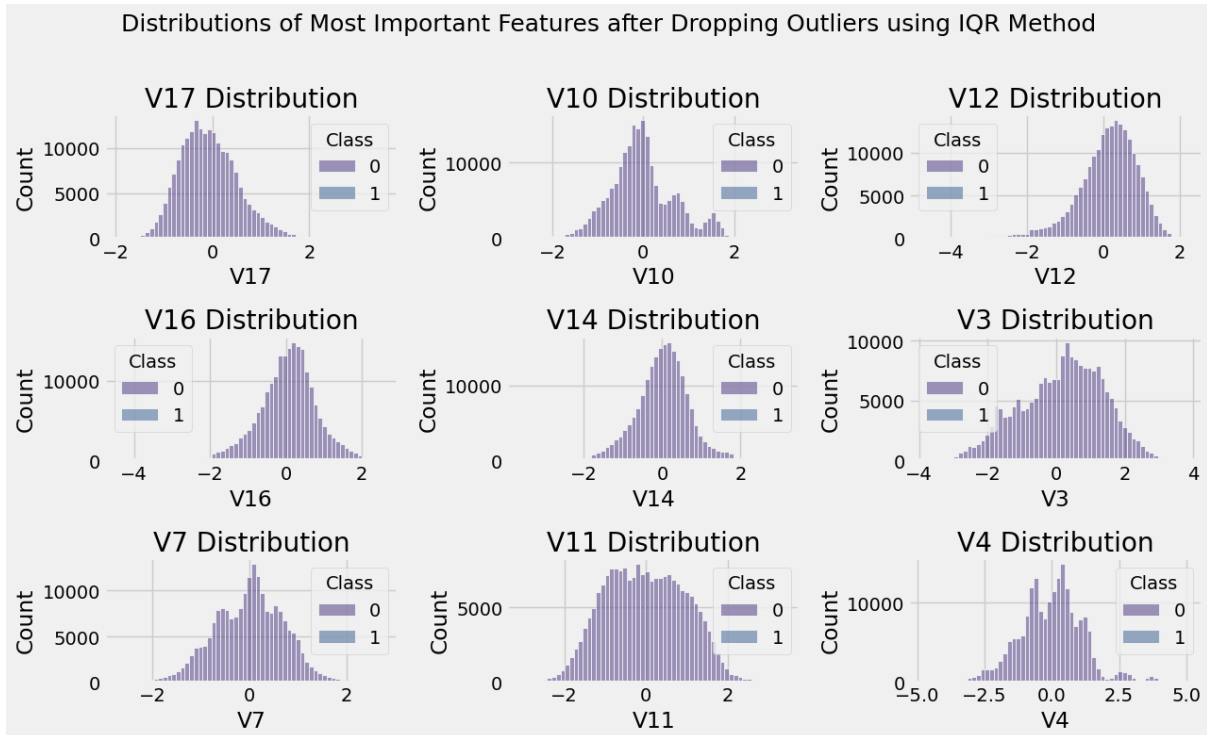 Distributions of Most Important Features after Dropping Outliers using IQR Method
V17 Distribution
Count
10000
5000
0
−2
0
2
V17
Class
0
1
V10 Distribution
Count
10000
0
−2
0
2
V10
Class
0
1
V12 Distribution
Count
10000
5000
0
−4
−2
0
2
V12
Class
0
1
V16 Distribution
Count
10000
0
−4
−2
0
2
V16
Class
0
1
V14 Distribution
Count
10000
0
−2
0
2
V14
Class
0
1
V3 Distribution
Count
10000
5000
0
−4
−2
0
2
4
V3
Class
0
1
V7 Distribution
Count
10000
5000
0
−2
0
2
V7
Class
0
1
V11 Distribution
Count
5000
0
−2
0
2
V11
Class
0
1
V4 Distribution
Count
10000
0
−5.0
−2.5
0.0
2.5
5.0
V4
Class
0
1